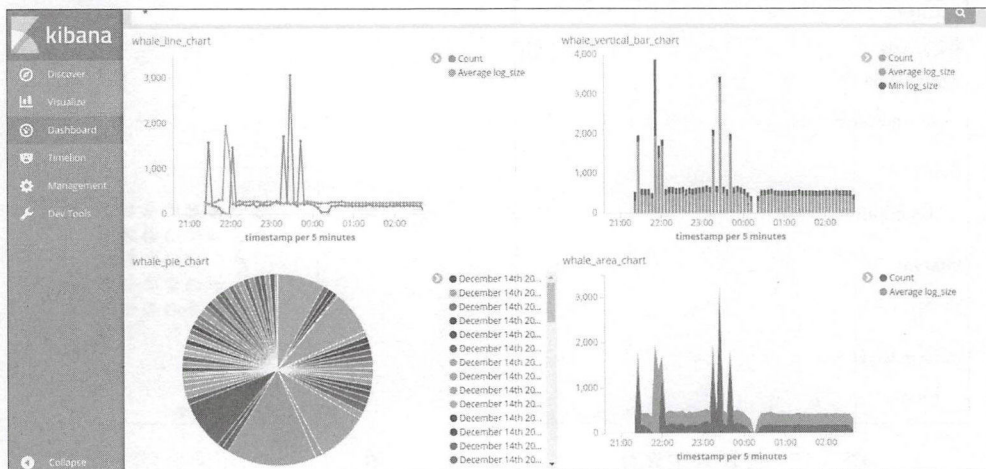 *
kibana
Discover
Visualize
Dashboard
Timelion
Management
Dev Tools
Collapse
whale_line_chart
Count
Average log_size
3,000
2,000
1,000
0
21:00 22:00 23:00 00:00 01:00 02:00
timestamp per 5 minutes
whale_vertical_bar_chart
Count
Average log_size
Min log_size
4,000
3,000
2,000
1,000
0
21:00 22:00 23:00 00:00 01:00 02:00
timestamp per 5 minutes
whale_pie_chart
December 14th 20...
December 14th 20...
December 14th 20...
December 14th 20...
December 14th 20...
December 14th 20...
December 14th 20...
December 14th 20...
December 14th 20...
December 14th 20...
December 14th 20...
December 14th 20...
December 14th 20...
December 14th 20...
whale_area_chart
Count
Average log_size
3,000
2,000
1,000
0
21:00 22:00 23:00 00:00 01:00 02:00
timestamp per 5 minutes